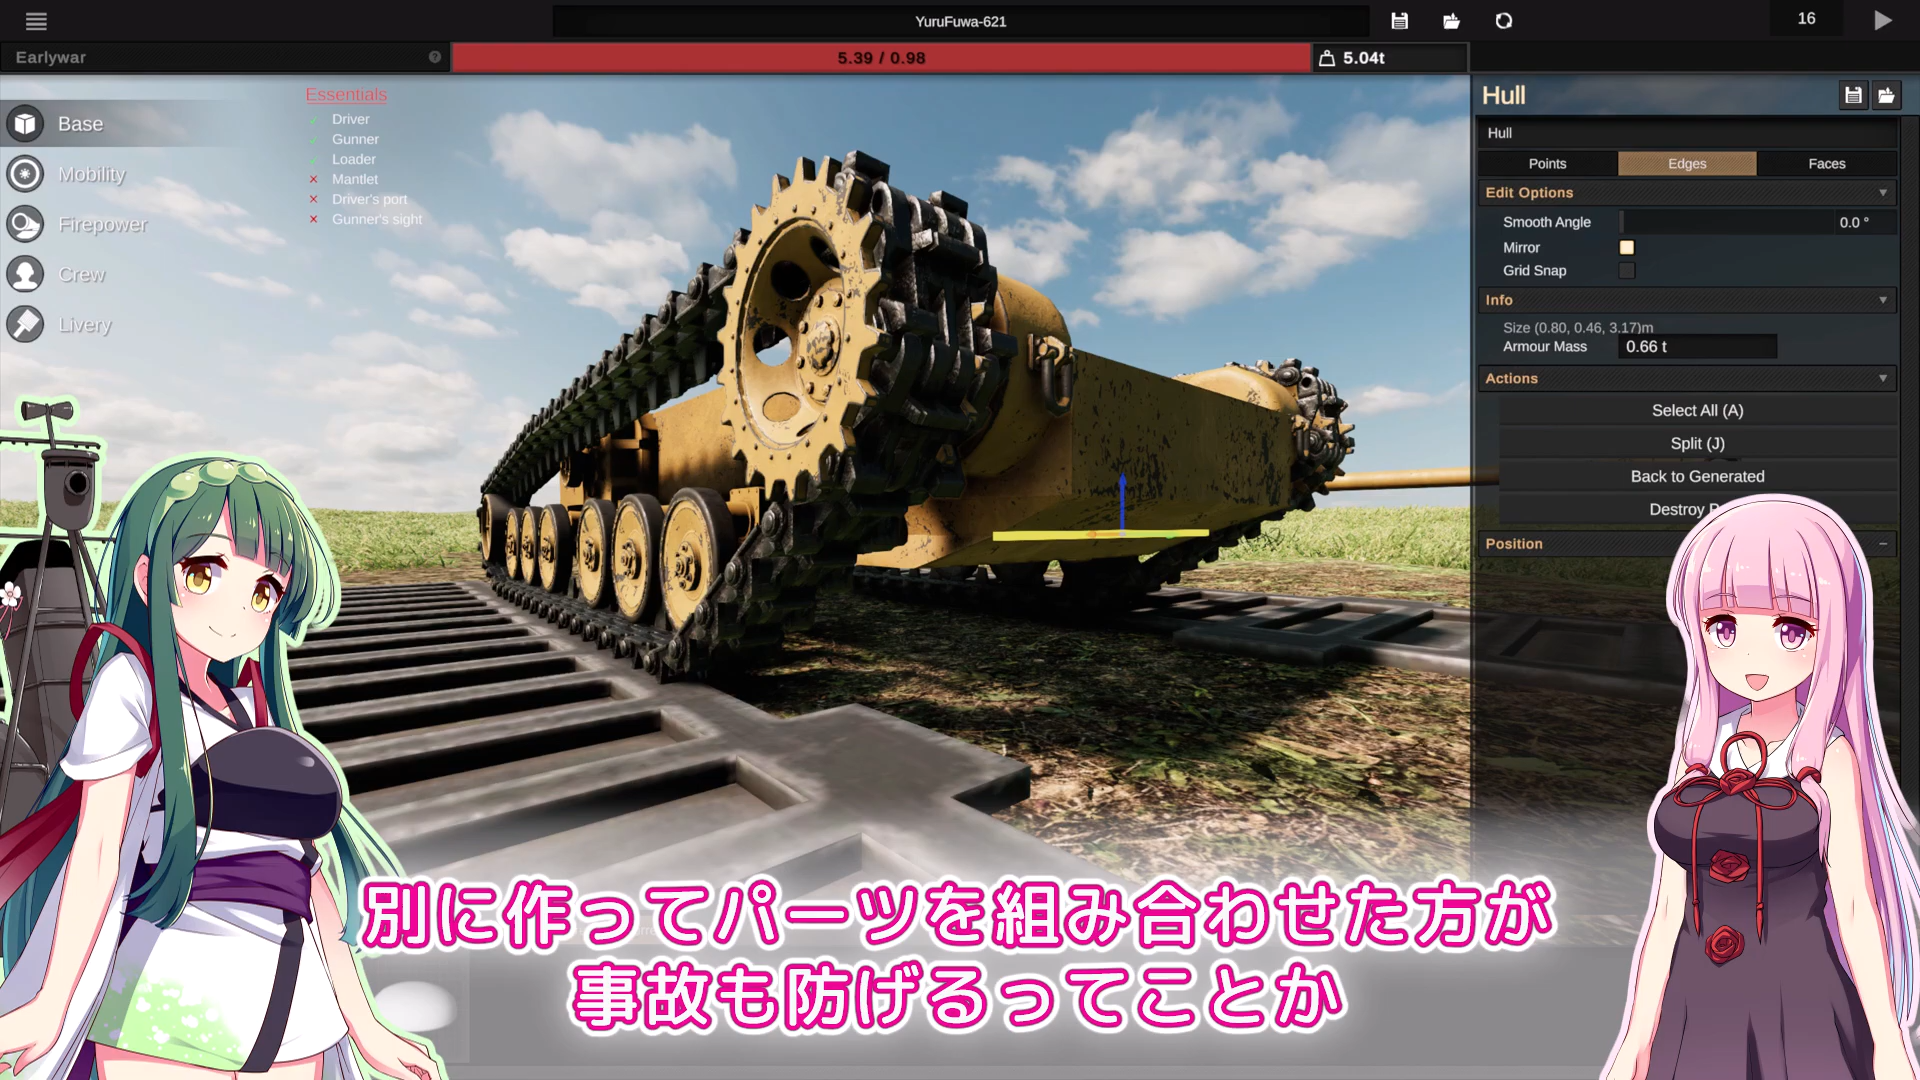 YuruFuwa-621
16
Earlywar
5.39 / 0.98
5.04t
Essentials
Driver
Gunner
Loader
Mantlet
Driver's port
Gunner's sight
Base
Mobility
Firepower
Crew
Livery
Hull
Hull
Points
Edges
Faces
Edit Options
Smooth Angle
0.0 °
Mirror
Grid Snap
Info
Size (0.80, 0.46, 3.17)m
Armour Mass
0.66 t
Actions
Select All (A)
Split (J)
Back to Generated
Destroy
Position
別に作ってパーツを組み合わせた方が
事故も防げるってことか